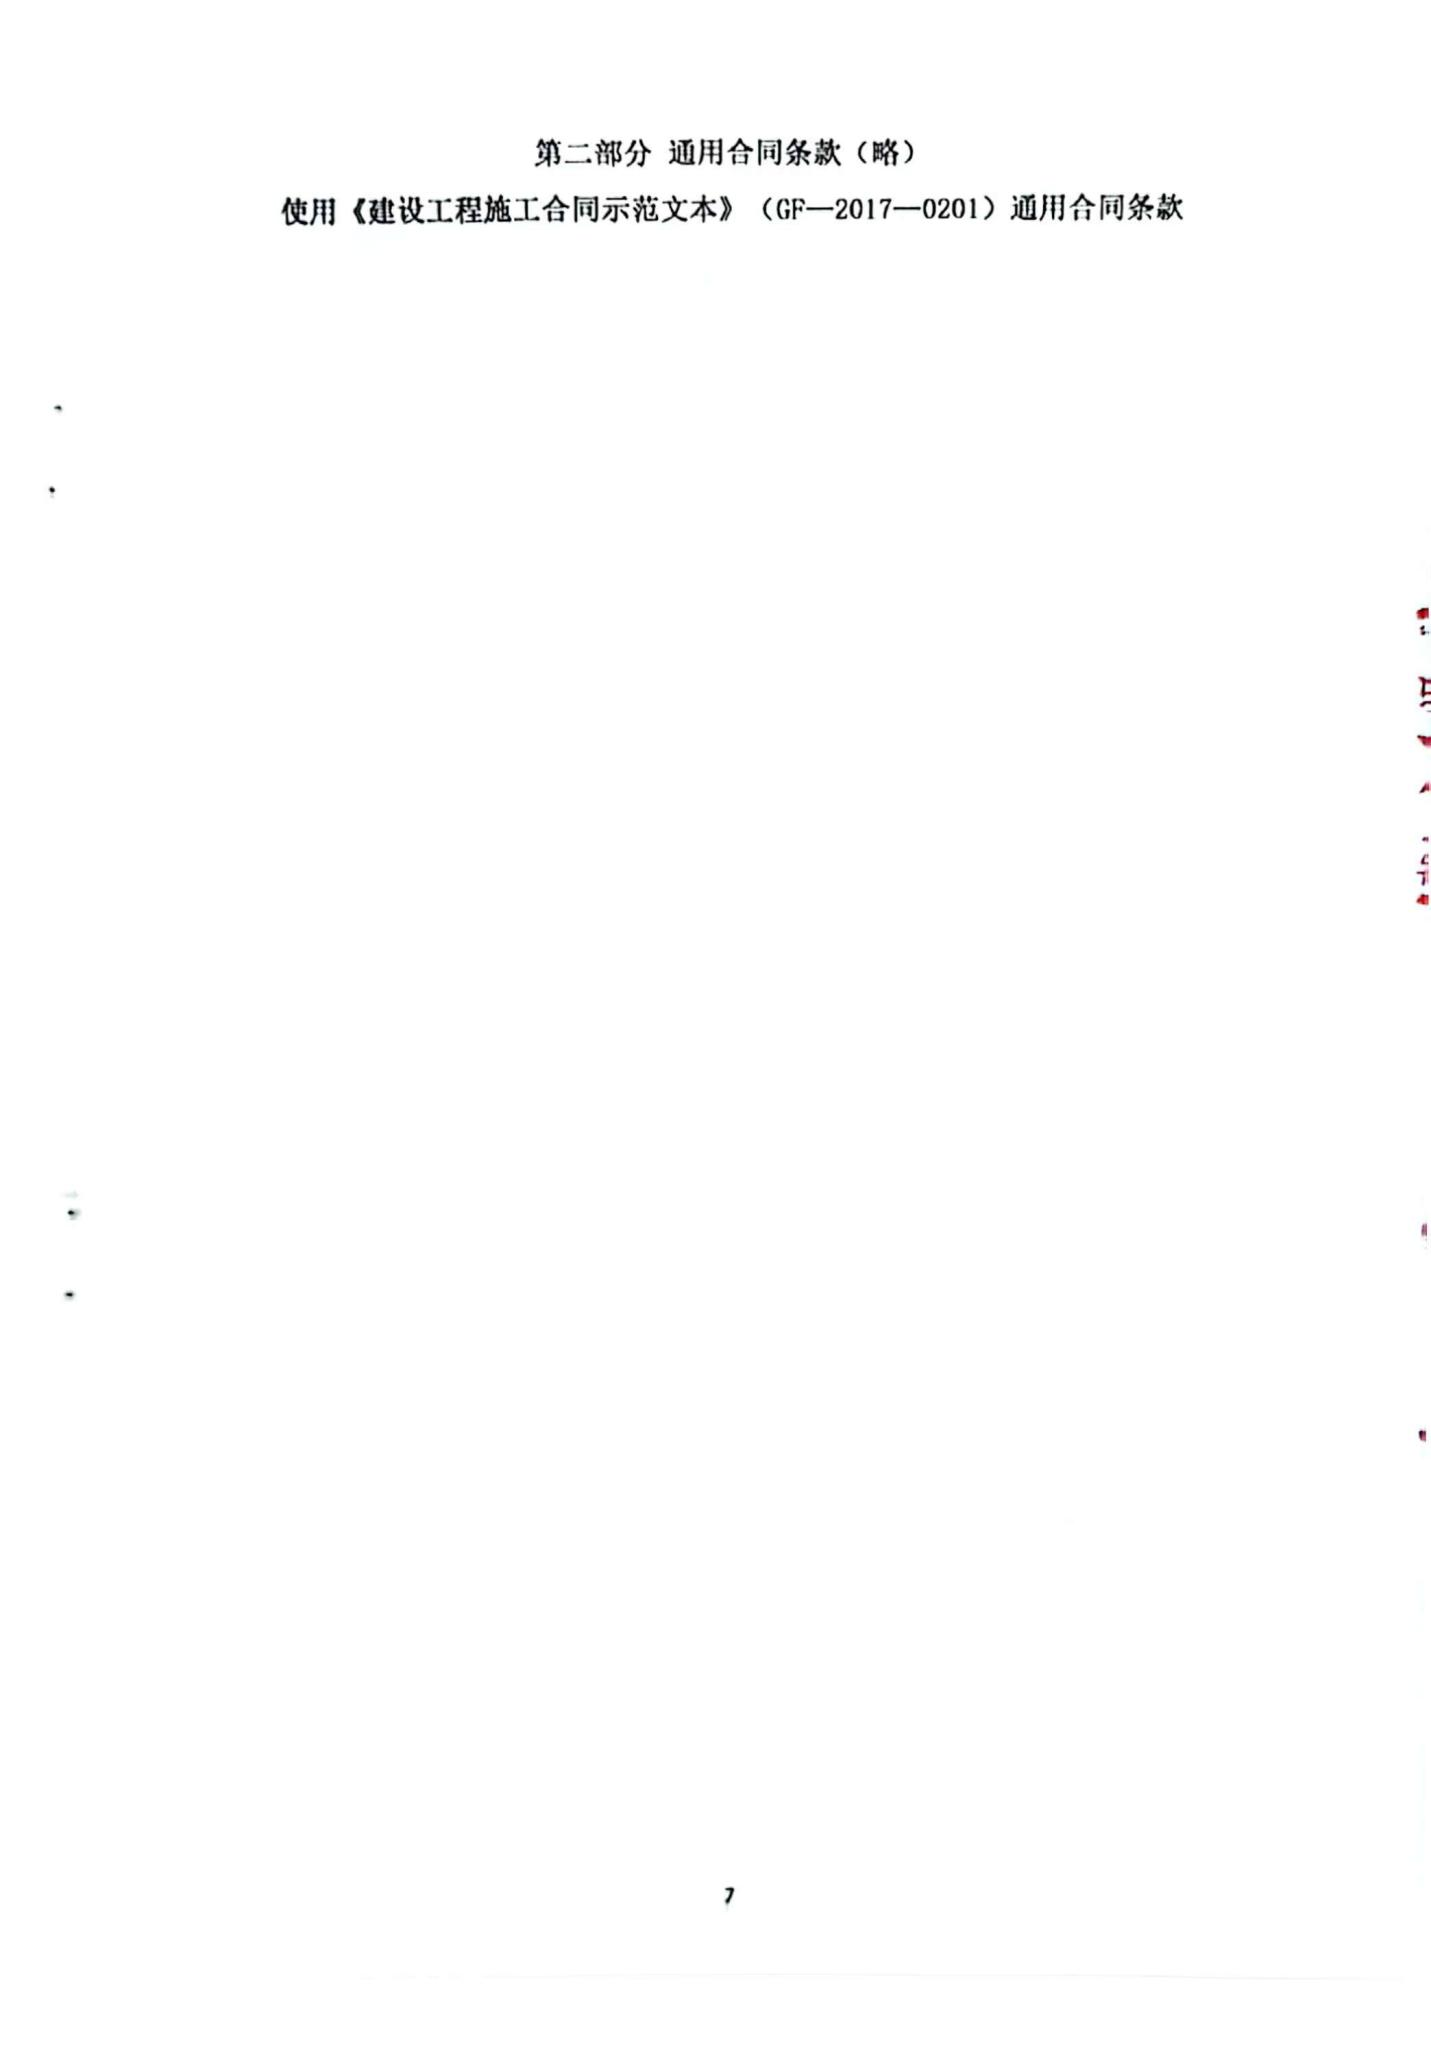 第二部分 通用合同条款（略）
使用《建设工程施工合同示范文本》（GF—2017—0201）通用合同条款
7